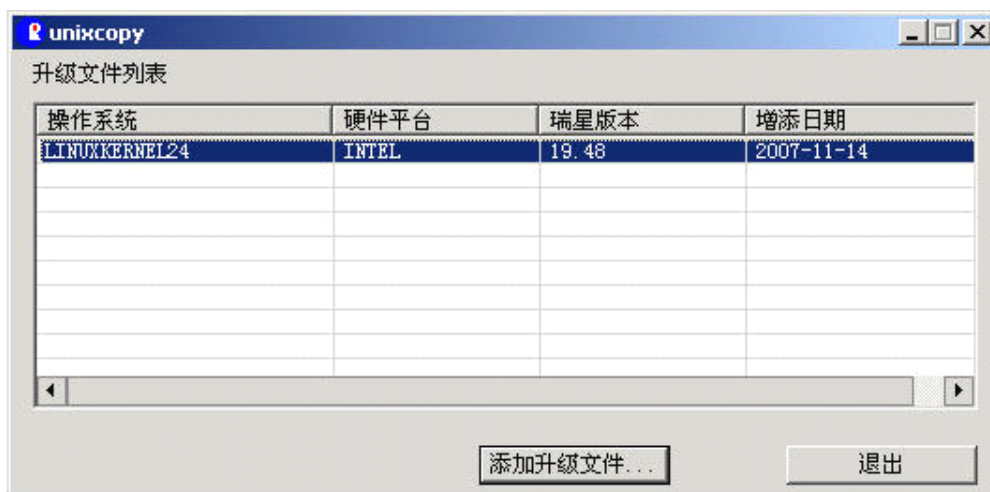 unixcopy
升级文件列表
操作系统 硬件平台 瑞星版本 增添日期
LINUXKERNEL24 INTEL 19.48 2007-11-14
添加升级文件... 退出